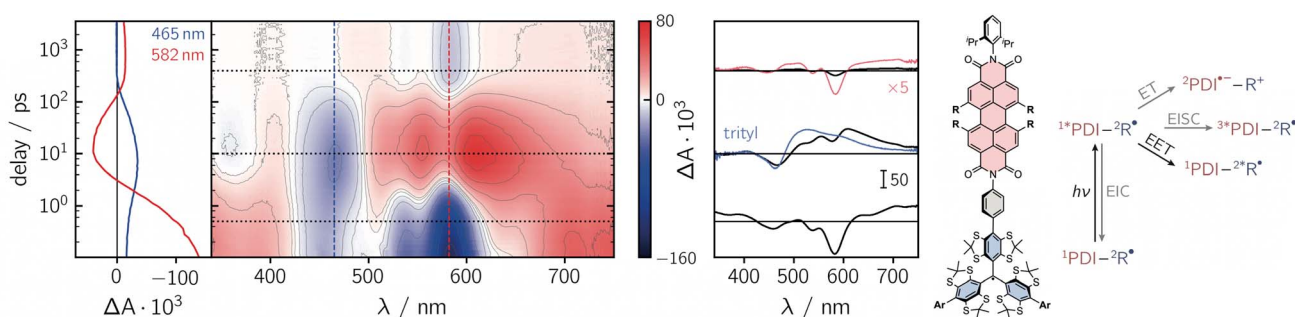 465 nm
582 nm
delay / ps
10³
10²
10¹
10⁰
0
−100
ΔA · 10³
400
500
600
700
λ / nm
80
0
−160
ΔA · 10³
×5
trityl
50
400
500
600
700
λ / nm
ⁱPr
ⁱPr
O
N
O
R
R
R
R
O
N
O
S
S
S
S
S
S
S
S
S
S
S
S
Ar
Ar
¹*PDI–²R•
ET
²PDI•−–R⁺
EISC
³*PDI–²R•
EET
¹PDI–²*R•
hν
EIC
¹PDI–²R•